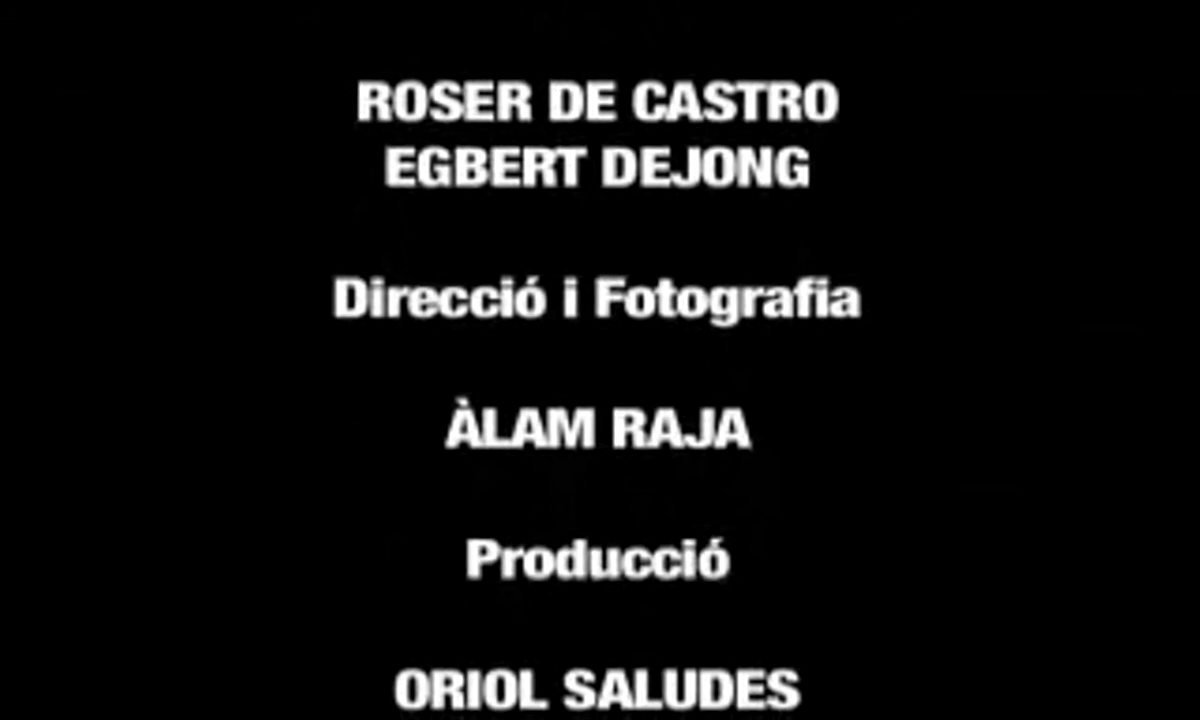 ROSER DE CASTRO
EGBERT DEJONG
Direcció i Fotografia
ÀLAM RAJA
Producció
ORIOL SALUDES